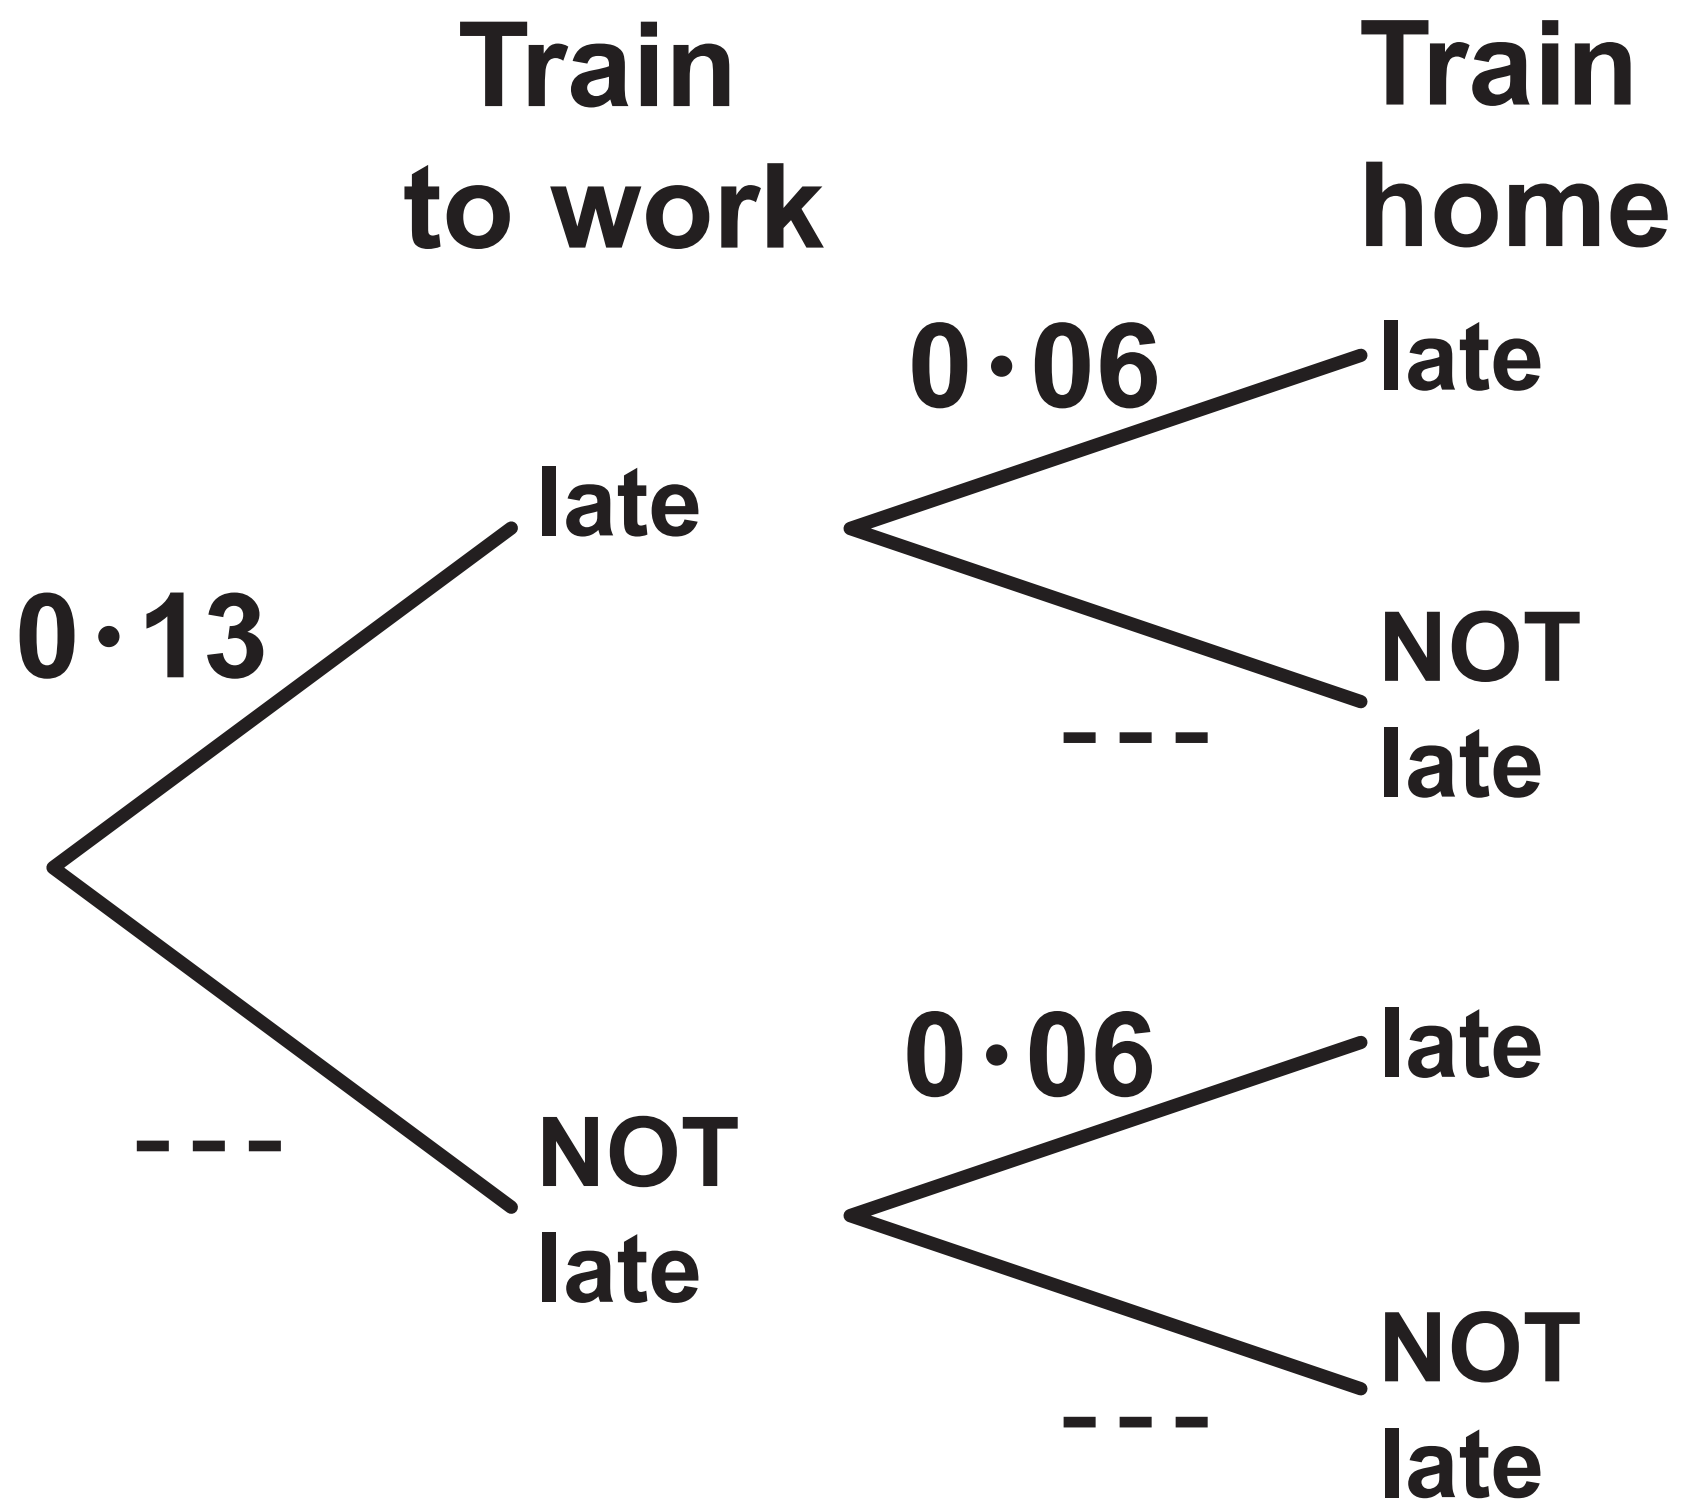 Train
to work
Train
home
0·06
late
late
0·13
NOT
late
---
0·06
late
---
NOT
late
NOT
late
---